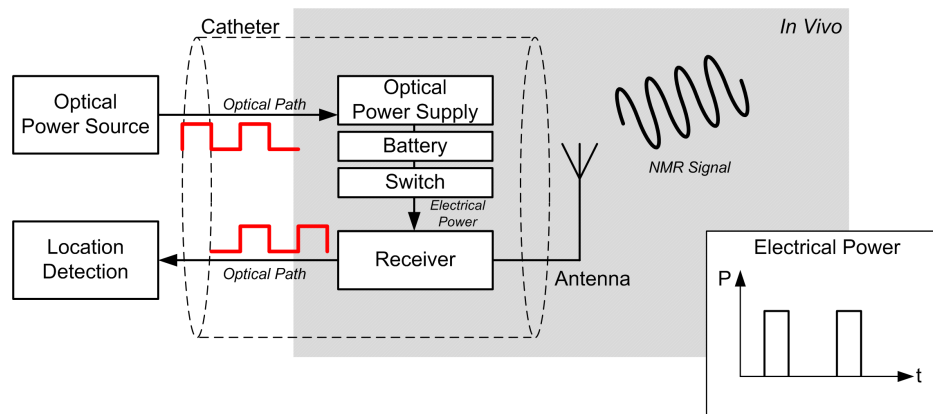 Catheter
In Vivo
Optical
Power Source
Optical Path
Optical
Power Supply
Battery
Switch
NMR Signal
Electrical
Power
Location
Detection
Optical Path
Receiver
Antenna
Electrical Power
P
t